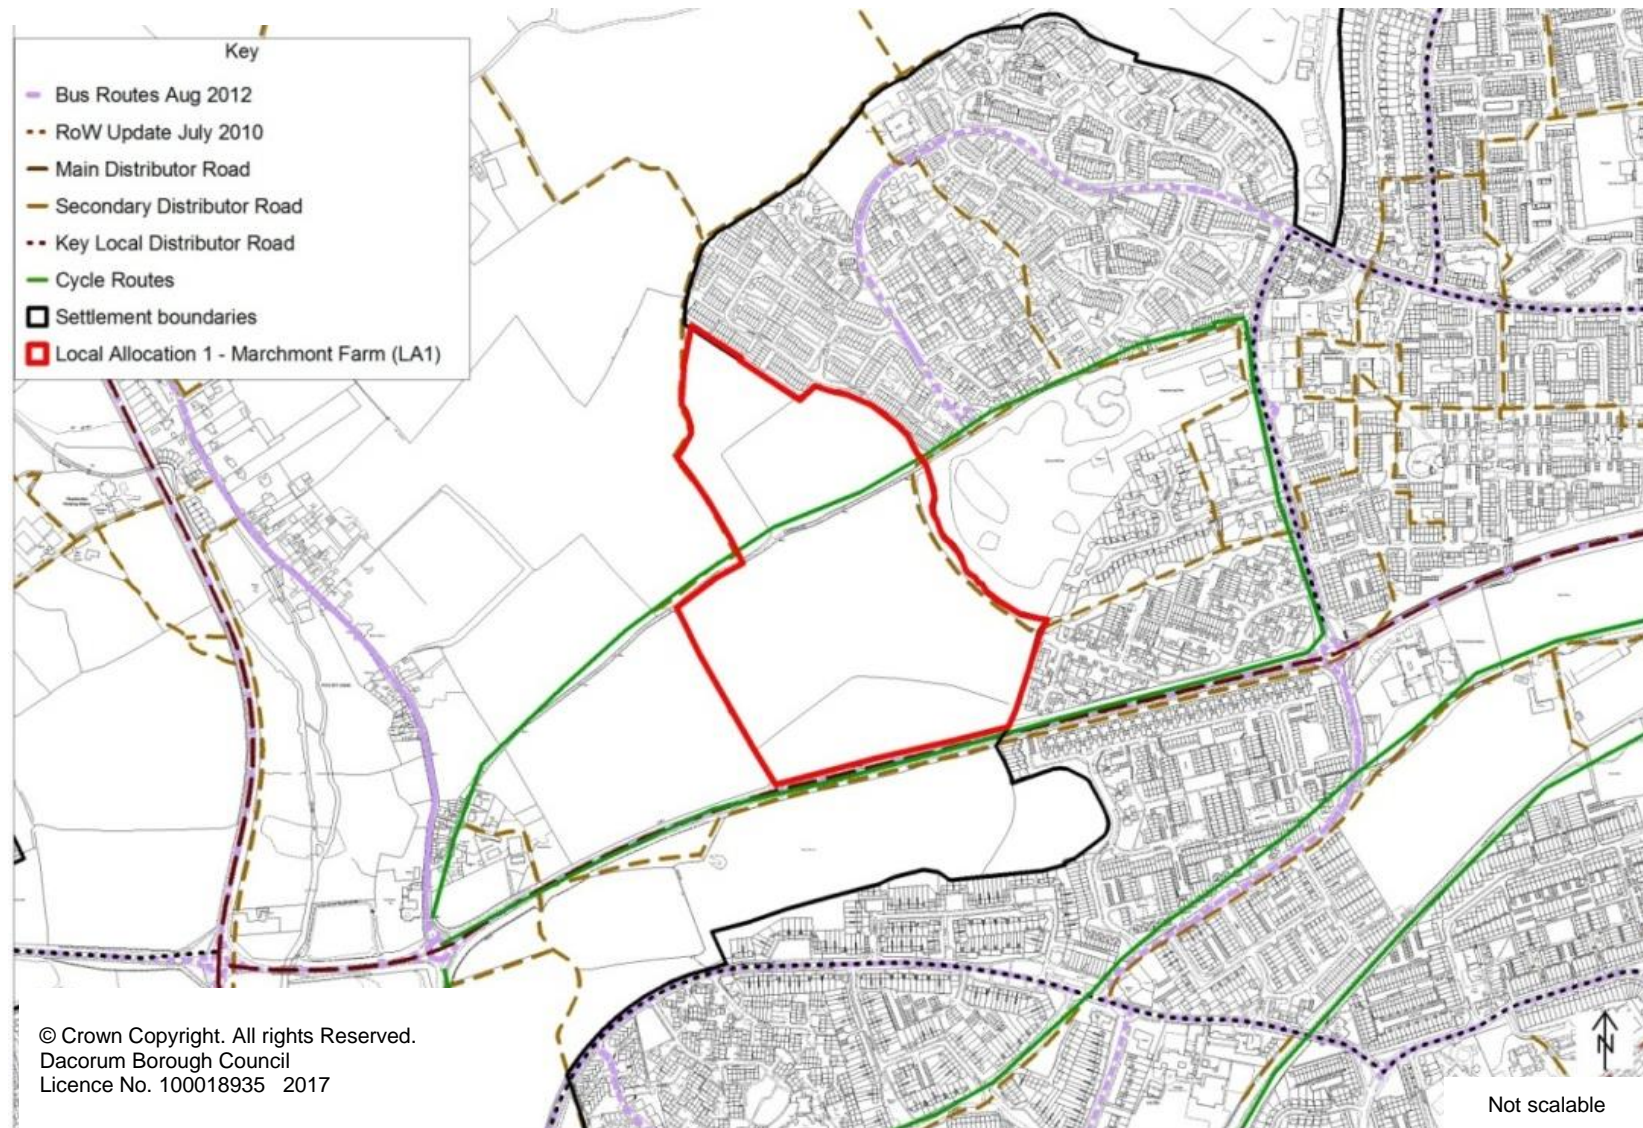 Key
Bus Routes Aug 2012
RoW Update July 2010
Main Distributor Road
Secondary Distributor Road
Key Local Distributor Road
Cycle Routes
Settlement boundaries
Local Allocation 1 - Marchmont Farm (LA1)
© Crown Copyright. All rights Reserved.
Dacorum Borough Council
Licence No. 100018935 2017
N
Not scalable